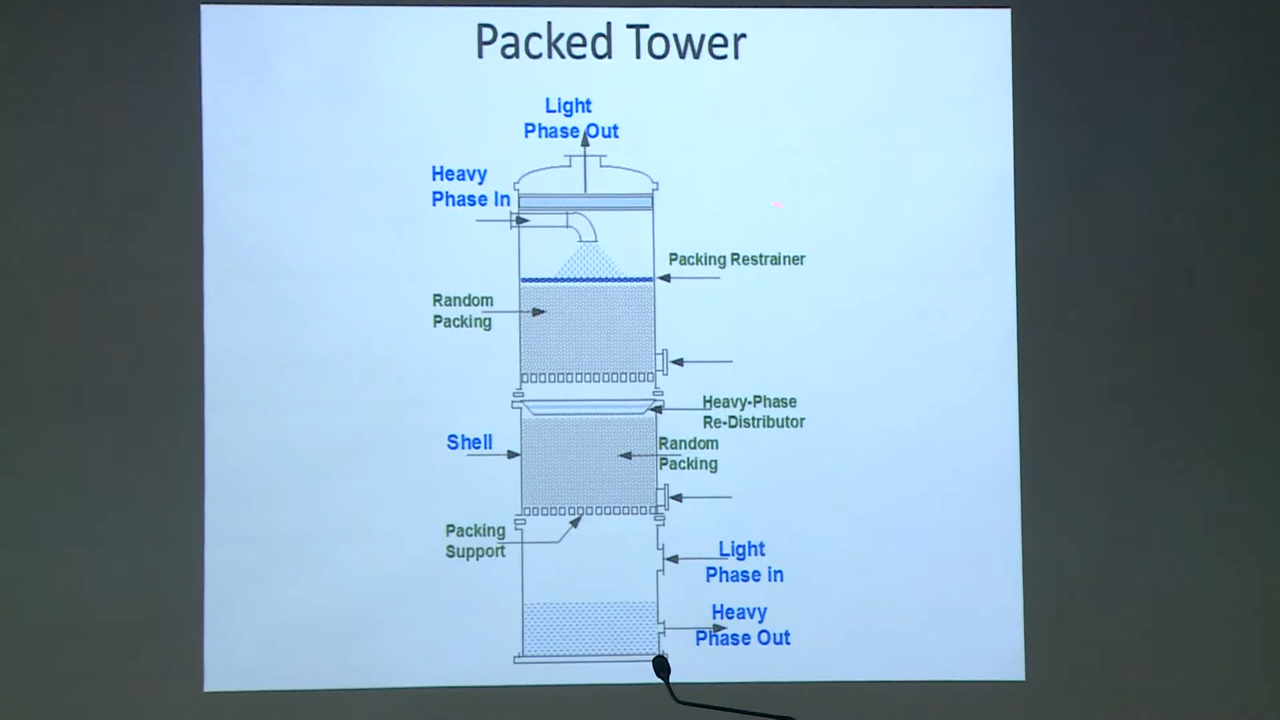 Packed Tower
Light
Phase Out
Heavy
Phase In
Packing Restrainer
Random
Packing
Heavy-Phase
Re-Distributor
Shell
Random
Packing
Packing
Support
Light
Phase in
Heavy
Phase Out